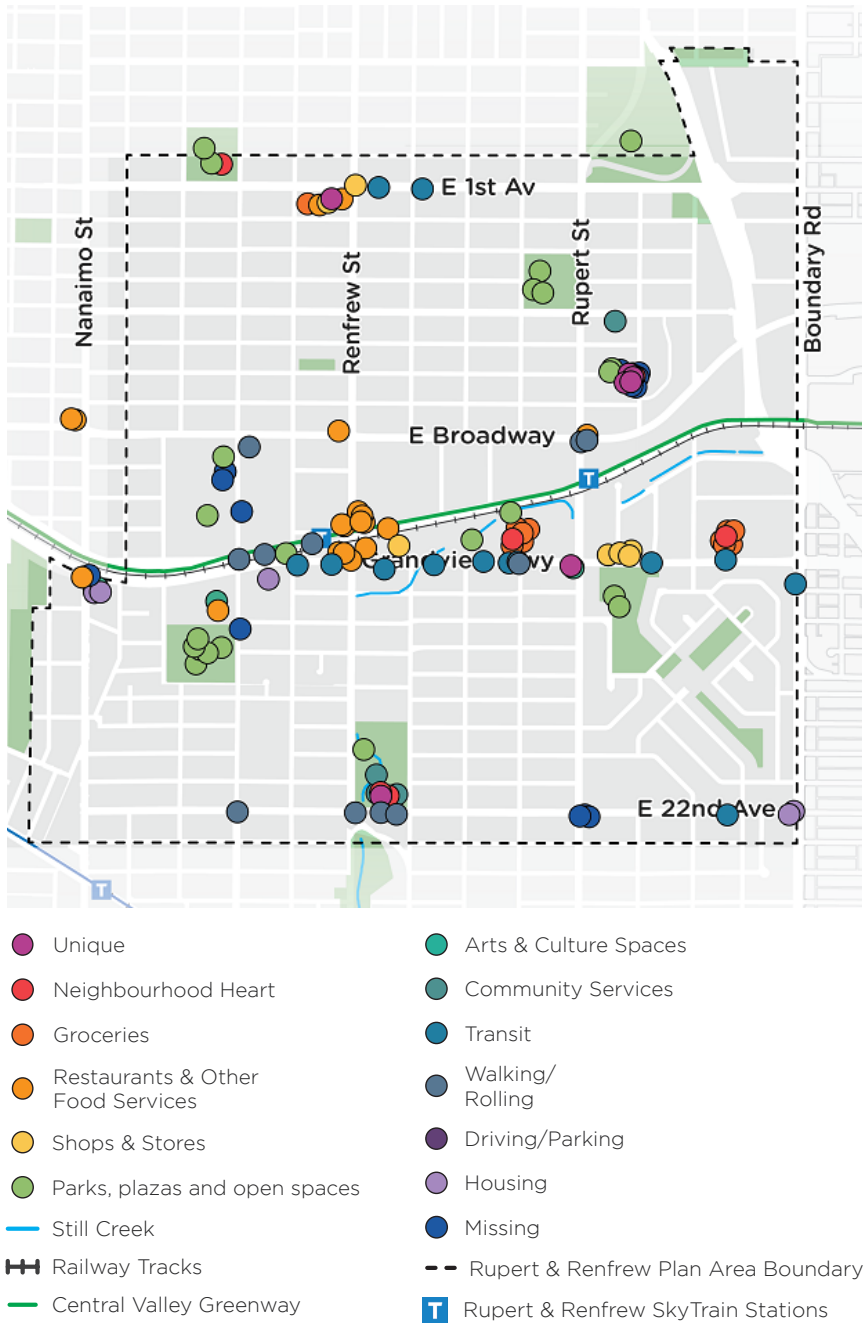 E 1st Av
Nanaimo St
Renfrew St
Rupert St
Boundary Rd
E Broadway
T
T
Grandview Hwy
E 22nd Ave
T
Unique
Neighbourhood Heart
Groceries
Restaurants & Other
Food Services
Shops & Stores
Parks, plazas and open spaces
Still Creek
Railway Tracks
Central Valley Greenway
Arts & Culture Spaces
Community Services
Transit
Walking/
Rolling
Driving/Parking
Housing
Missing
Rupert & Renfrew Plan Area Boundary
T Rupert & Renfrew SkyTrain Stations